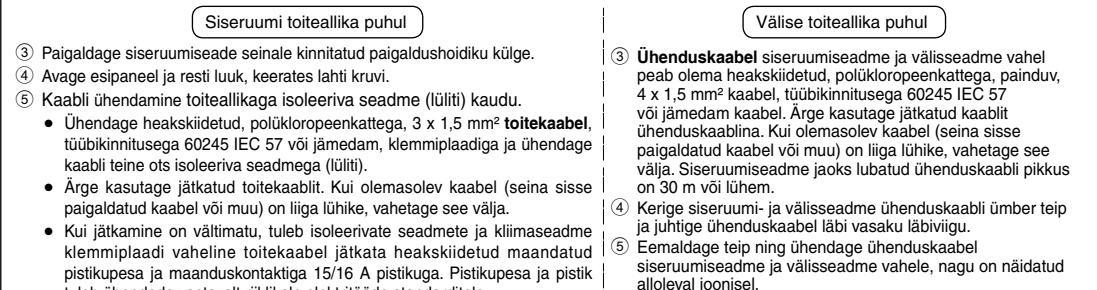 Siseruumi toiteallika puhul
③ Paigaldage siseruumiseade seinale kinnitatud paigaldushoidiku külge.
④ Avage esipaneel ja resti luuk, keerates lahti kruvi.
⑤ Kaabli ühendamine toiteallikaga isoleeriva seadme (lüliti) kaudu.
● Ühendage heakskiidetud, polükloropeenkattega, 3 x 1,5 mm² toitekaabel,
tüübikinnitusega 60245 IEC 57 või jämedam, klemmiplaadiga ja ühendage
kaabli teine ots isoleeriva seadmega (lüliti).
● Ärge kasutage jätkatud toitekaablit. Kui olemasolev kaabel (seina sisse
paigaldatud kaabel või muu) on liiga lühike, vahetage see välja.
● Kui jätkamine on vältimatu, tuleb isoleerivate seadmete ja kliimaseadme
klemmiplaadi vaheline toitekaabel jätkata heakskiidetud maandatud
pistikupesa ja maanduskontaktiga 15/16 A pistikuga. Pistikupesa ja pistik
Välise toiteallika puhul
③ Ühenduskaabel siseruumiseadme ja välisseadme vahel
peab olema heakskiidetud, polükloropeenkattega, painduv,
4 x 1,5 mm² kaabel, tüübikinnitusega 60245 IEC 57
või jämedam kaabel. Ärge kasutage jätkatud kaablit
ühenduskaablina. Kui olemasolev kaabel (seina sisse
paigaldatud kaabel või muu) on liiga lühike, vahetage see
välja. Siseruumiseadme jaoks lubatud ühenduskaabli pikkus
on 30 m või lühem.
④ Kerige siseruumi- ja välisseadme ühenduskaabli ümber teip
ja juhtige ühenduskaabel läbi vasaku läbiviigu.
⑤ Eemaldage teip ning ühendage ühenduskaabel
siseruumiseadme ja välisseadme vahele, nagu on näidatud
alloleval joonisel.